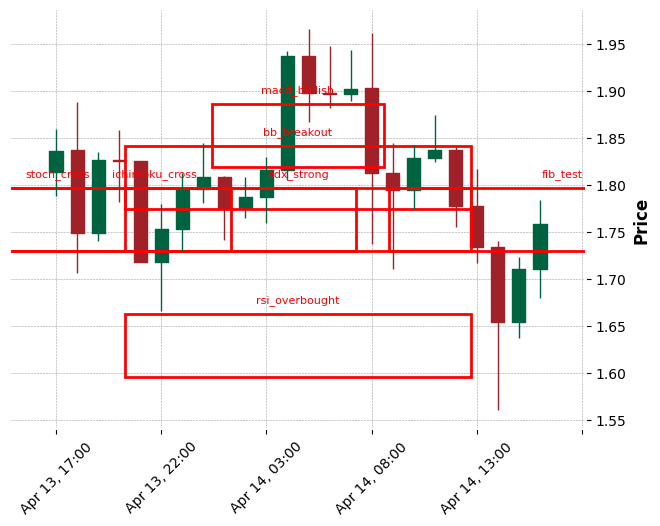 macd_bullish
bb_breakout
stoch_cross
ichimoku_cross
adx_strong
fib_test
rsi_overbought
1.95
1.90
1.85
1.80
1.75
1.70
1.65
1.60
1.55
Price
Apr 13, 17:00
Apr 13, 22:00
Apr 14, 03:00
Apr 14, 08:00
Apr 14, 13:00